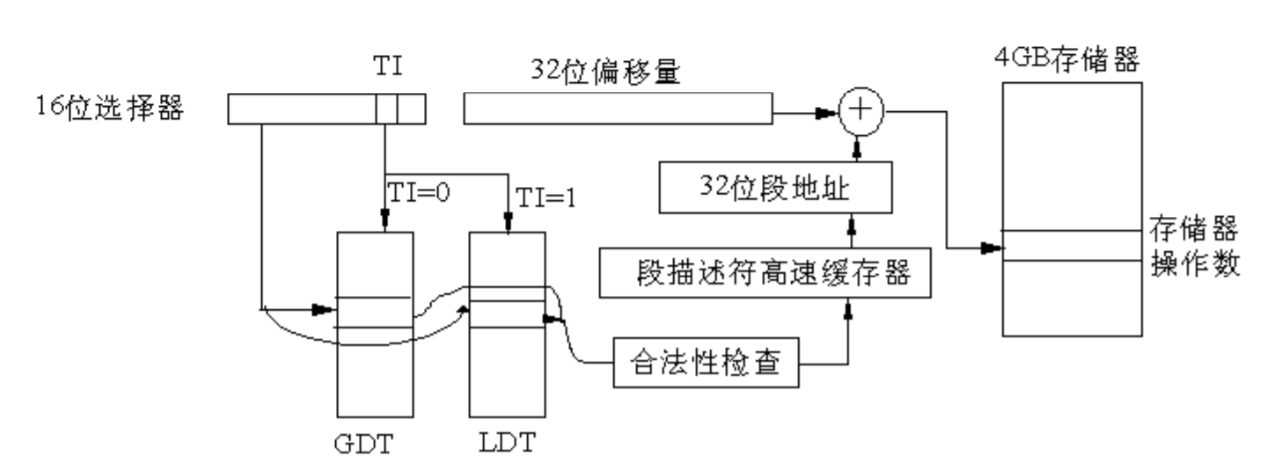 TI
32位偏移量
4GB存储器
16位选择器
+
TI=0
TI=1
32位段地址
存储器
操作数
段描述符高速缓存器
合法性检查
GDT
LDT